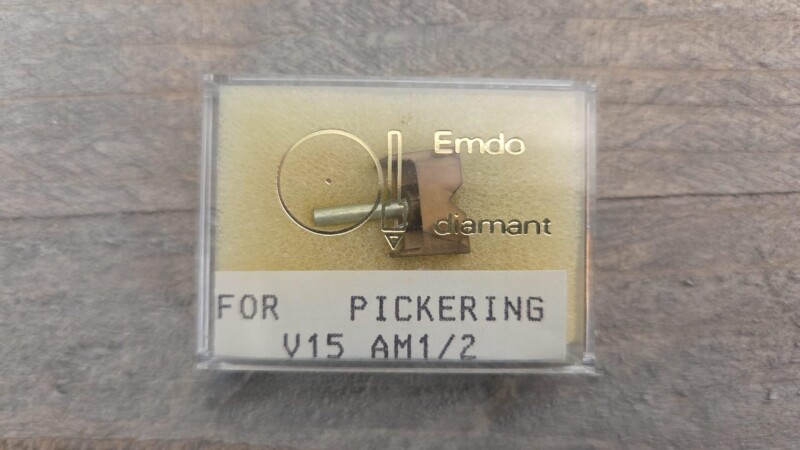 Emdo
diamant
FOR PICKERING
V15 AM1/2